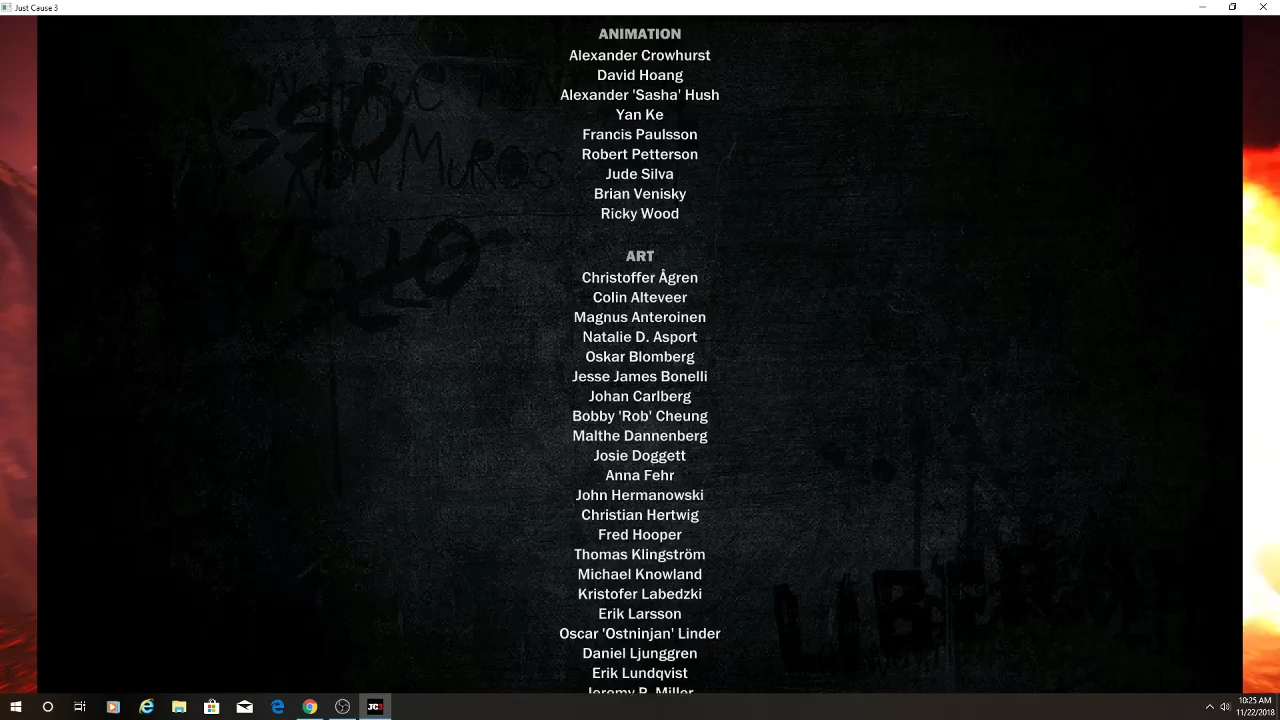 Just Cause 3
ANIMATION
Alexander Crowhurst
David Hoang
Alexander 'Sasha' Hush
Yan Ke
Francis Paulsson
Robert Petterson
Jude Silva
Brian Venisky
Ricky Wood
ART
Christoffer Ågren
Colin Alteveer
Magnus Anteroinen
Natalie D. Asport
Oskar Blomberg
Jesse James Bonelli
Johan Carlberg
Bobby 'Rob' Cheung
Malthe Dannenberg
Josie Doggett
Anna Fehr
John Hermanowski
Christian Hertwig
Fred Hooper
Thomas Klingström
Michael Knowland
Kristofer Labedzki
Erik Larsson
Oscar 'Ostninjan' Linder
Daniel Ljunggren
Erik Lundqvist
Jeremy R. Miller
JC3
10:25 AM
11/22/2018